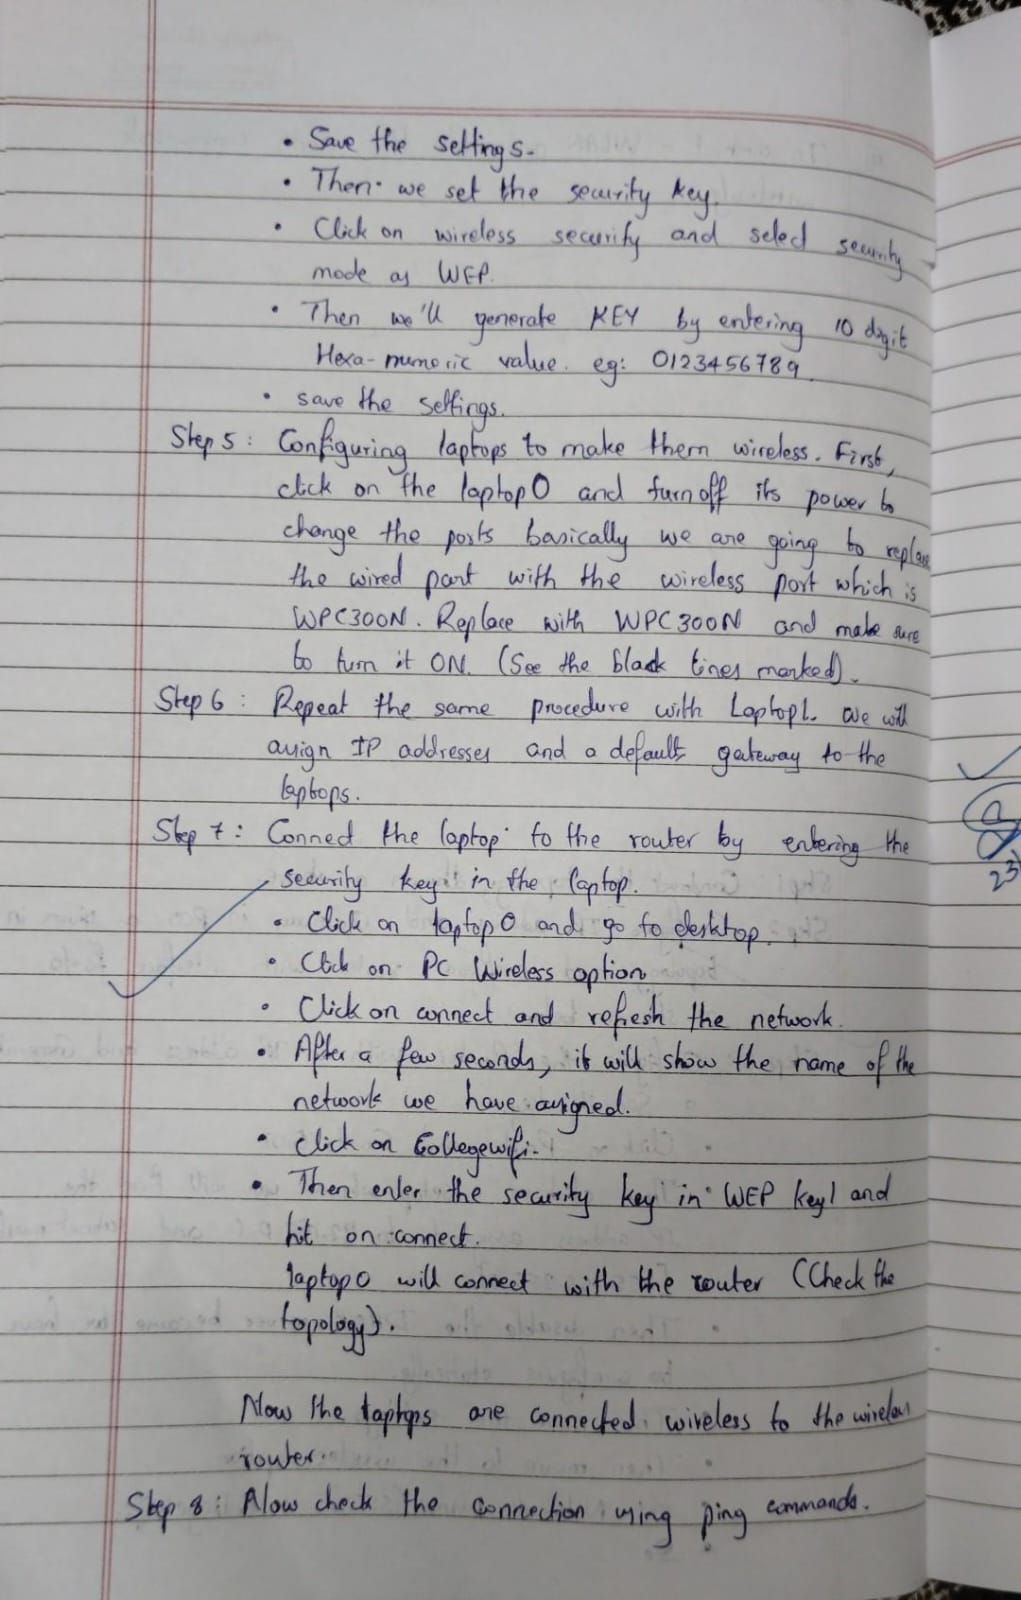 • Save the settings.
• Then we set the security key.
• Click on wireless security and select security
mode as WEP.
• Then we'll generate KEY by entering 10 digit
Hexa-numeric value. eg: 0123456789.
• save the settings.
Step 5: Configuring laptops to make them wireless. First,
click on the laptop0 and turn off its power to
change the ports basically we are going to replace
the wired port with the wireless port which is
WPC300N. Replace with WPC300N and make sure
to turn it ON. (See the black lines marked).
Step 6: Repeat the same procedure with Laptop1. We will
assign IP addresses and a default gateway to the
laptops.
Step 7: Connect the laptop to the router by entering the
security key in the laptop.
• Click on laptop0 and go to desktop.
• Click on PC Wireless option
• Click on connect and refresh the network.
• After a few seconds, it will show the name of the
network we have assigned.
• Click on Collegewifi.
• Then enter the security key in WEP key1 and
hit on connect.
laptop0 will connect with the router (Check the
topology).
Now the laptops are connected wireless to the wireless
router.
Step 8: Now check the connection using ping commands.
23